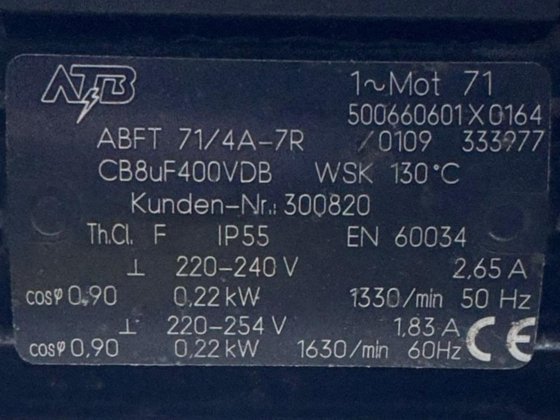 ATB 1~Mot 71
500660601X0164
ABFT 71/4A-7R /0109 333977
CB8uF400VDB WSK 130°C
Kunden-Nr.: 300820
Th.Cl. F IP55 EN 60034
⊥ 220-240 V 2,65 A
cosφ 0,90 0,22 kW 1330/min 50 Hz
⊥ 220-254 V 1,83 A
cosφ 0,90 0,22 kW 1630/min 60Hz CE